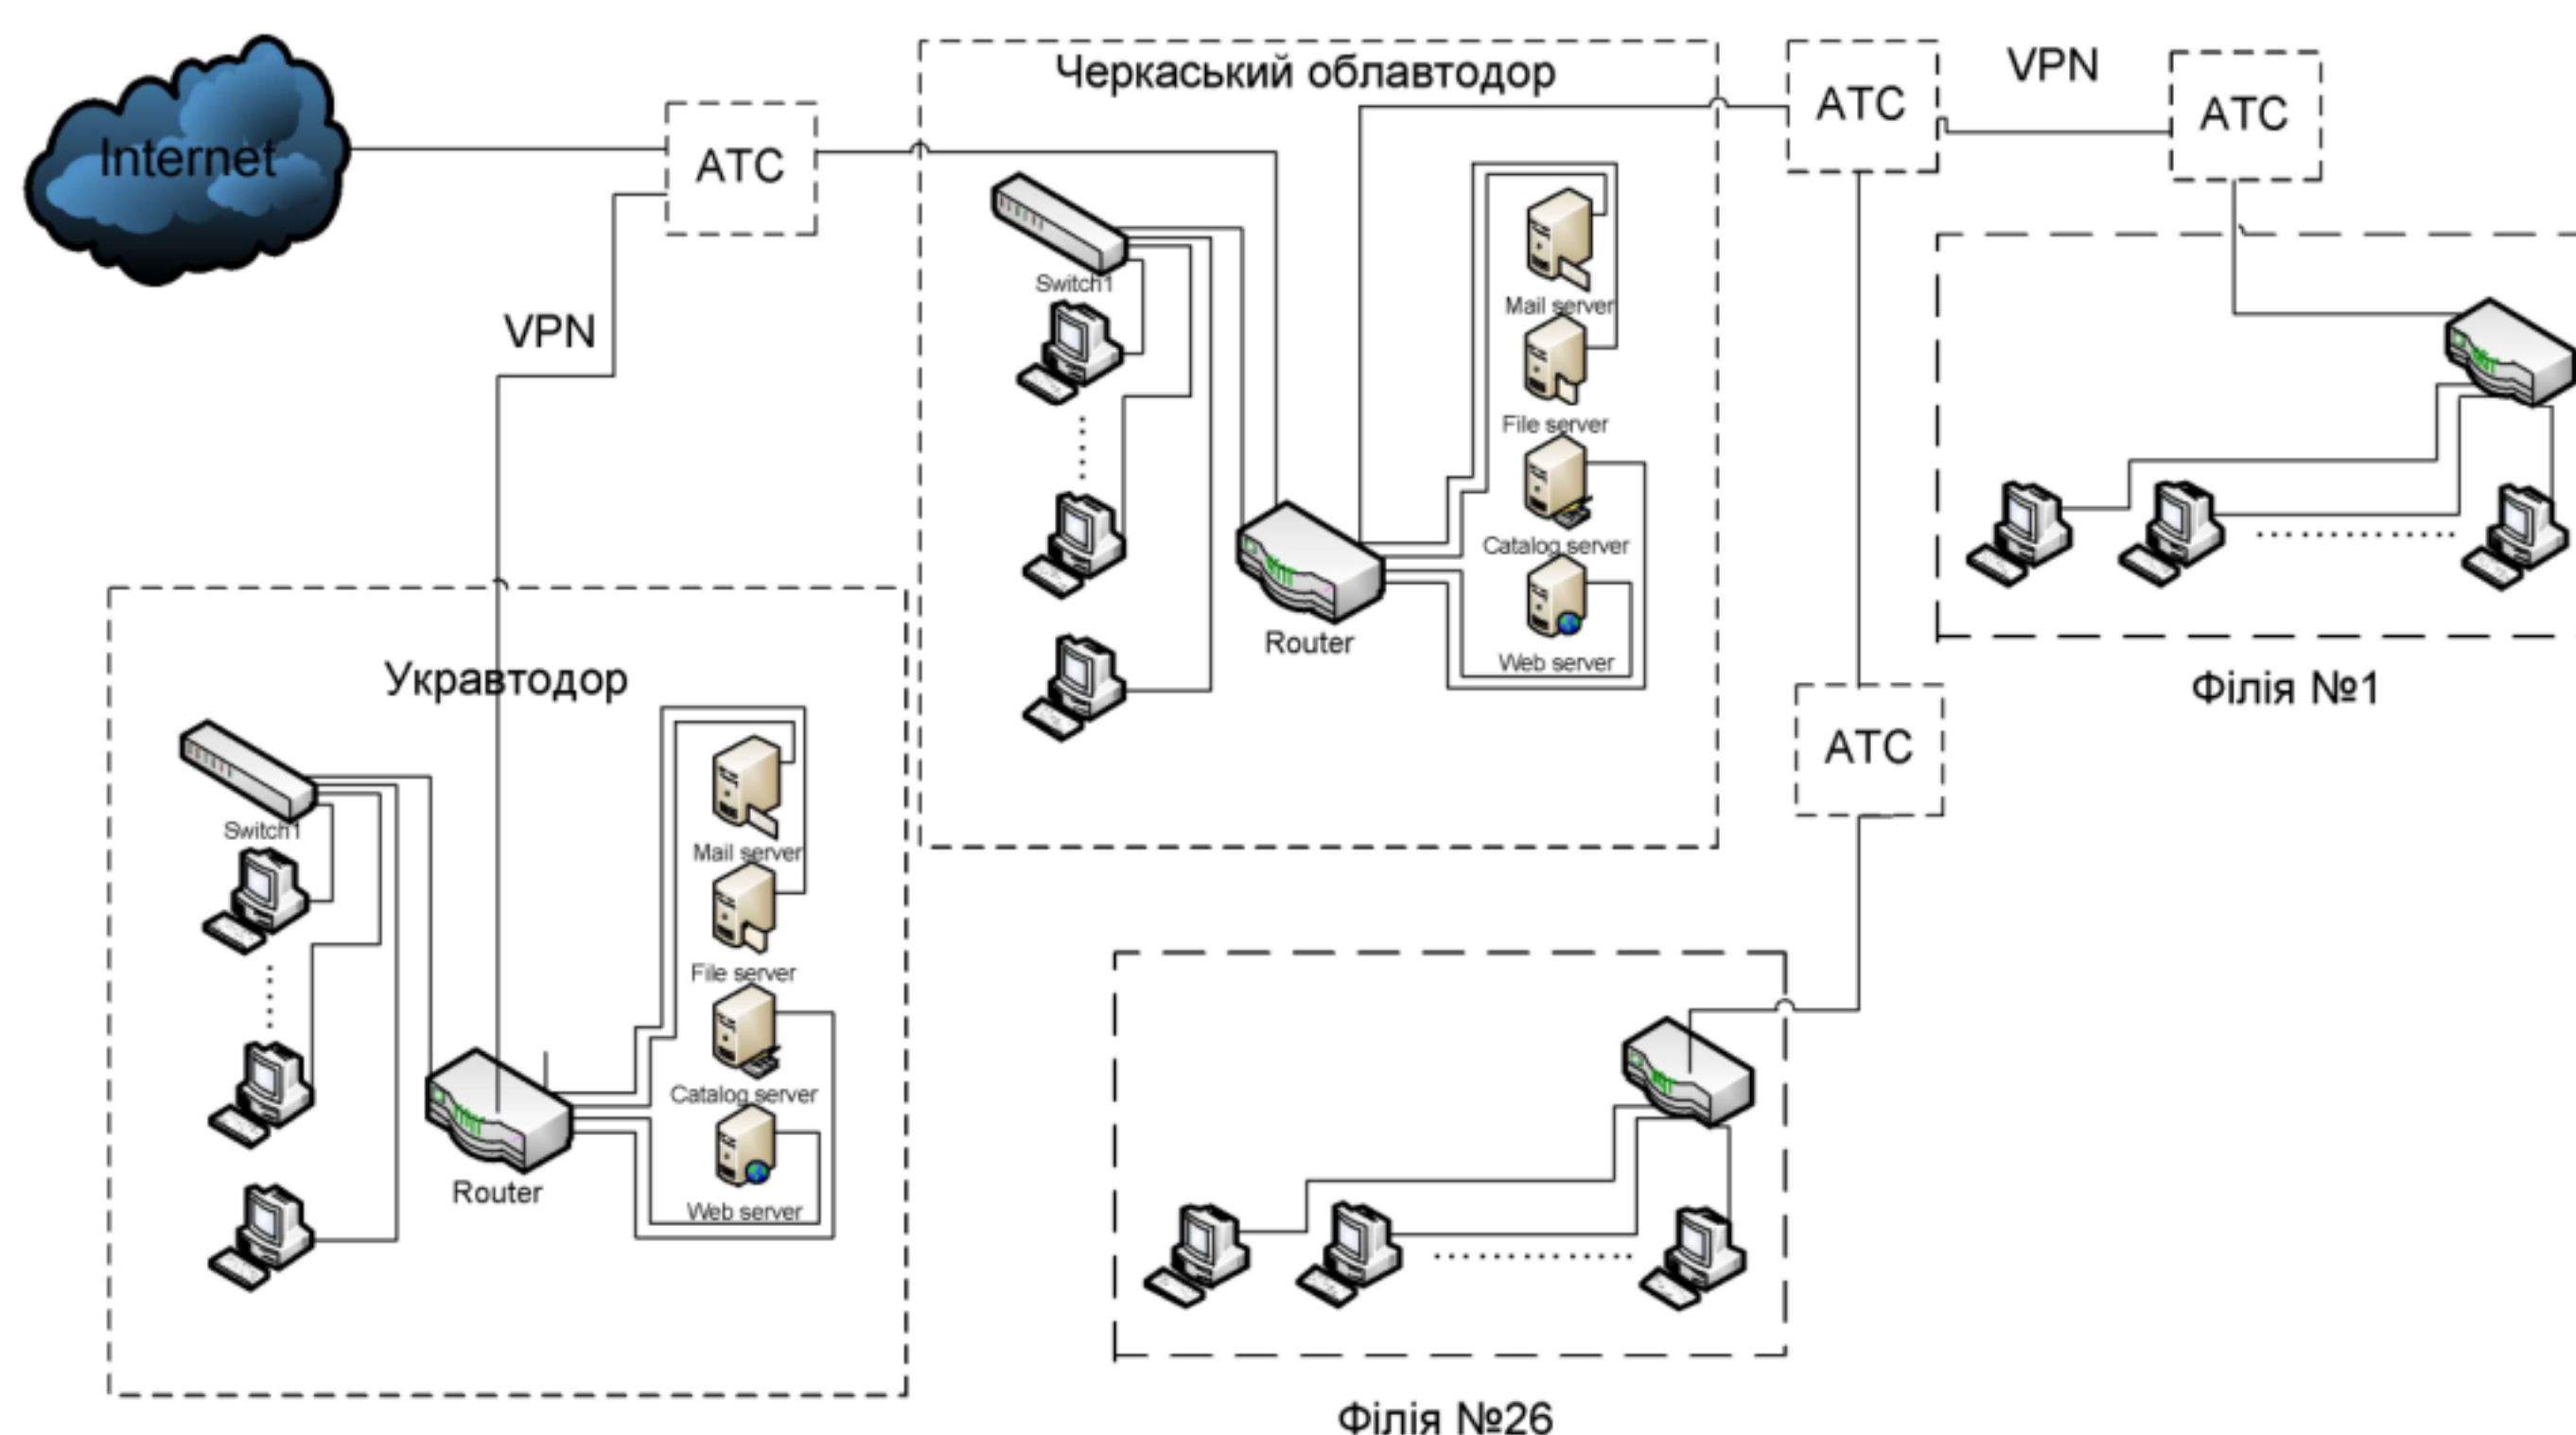 Internet
АТС
VPN
Черкаський облавтодор
Switch1
Mail server
File server
Catalog server
Web server
Router
АТС
VPN
АТС
Філія №1
АТС
Укравтодор
Switch1
Mail server
File server
Catalog server
Web server
Router
Філія №26